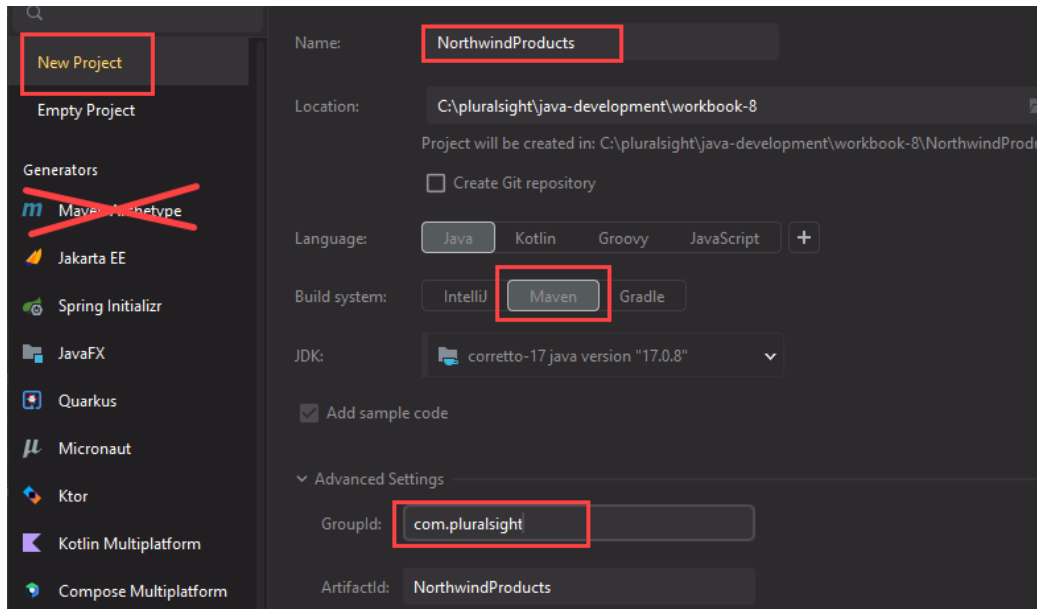 New Project
Empty Project
Generators
Maven Archetype
Jakarta EE
Spring Initializr
JavaFX
Quarkus
Micronaut
Ktor
Kotlin Multiplatform
Compose Multiplatform
Name: NorthwindProducts
Location: C:\pluralsight\java-development\workbook-8
Project will be created in: C:\pluralsight\java-development\workbook-8\NorthwindProdu
Create Git repository
Language: Java Kotlin Groovy JavaScript +
Build system: IntelliJ Maven Gradle
JDK: corretto-17 java version "17.0.8"
Add sample code
Advanced Settings
GroupId: com.pluralsight
ArtifactId: NorthwindProducts